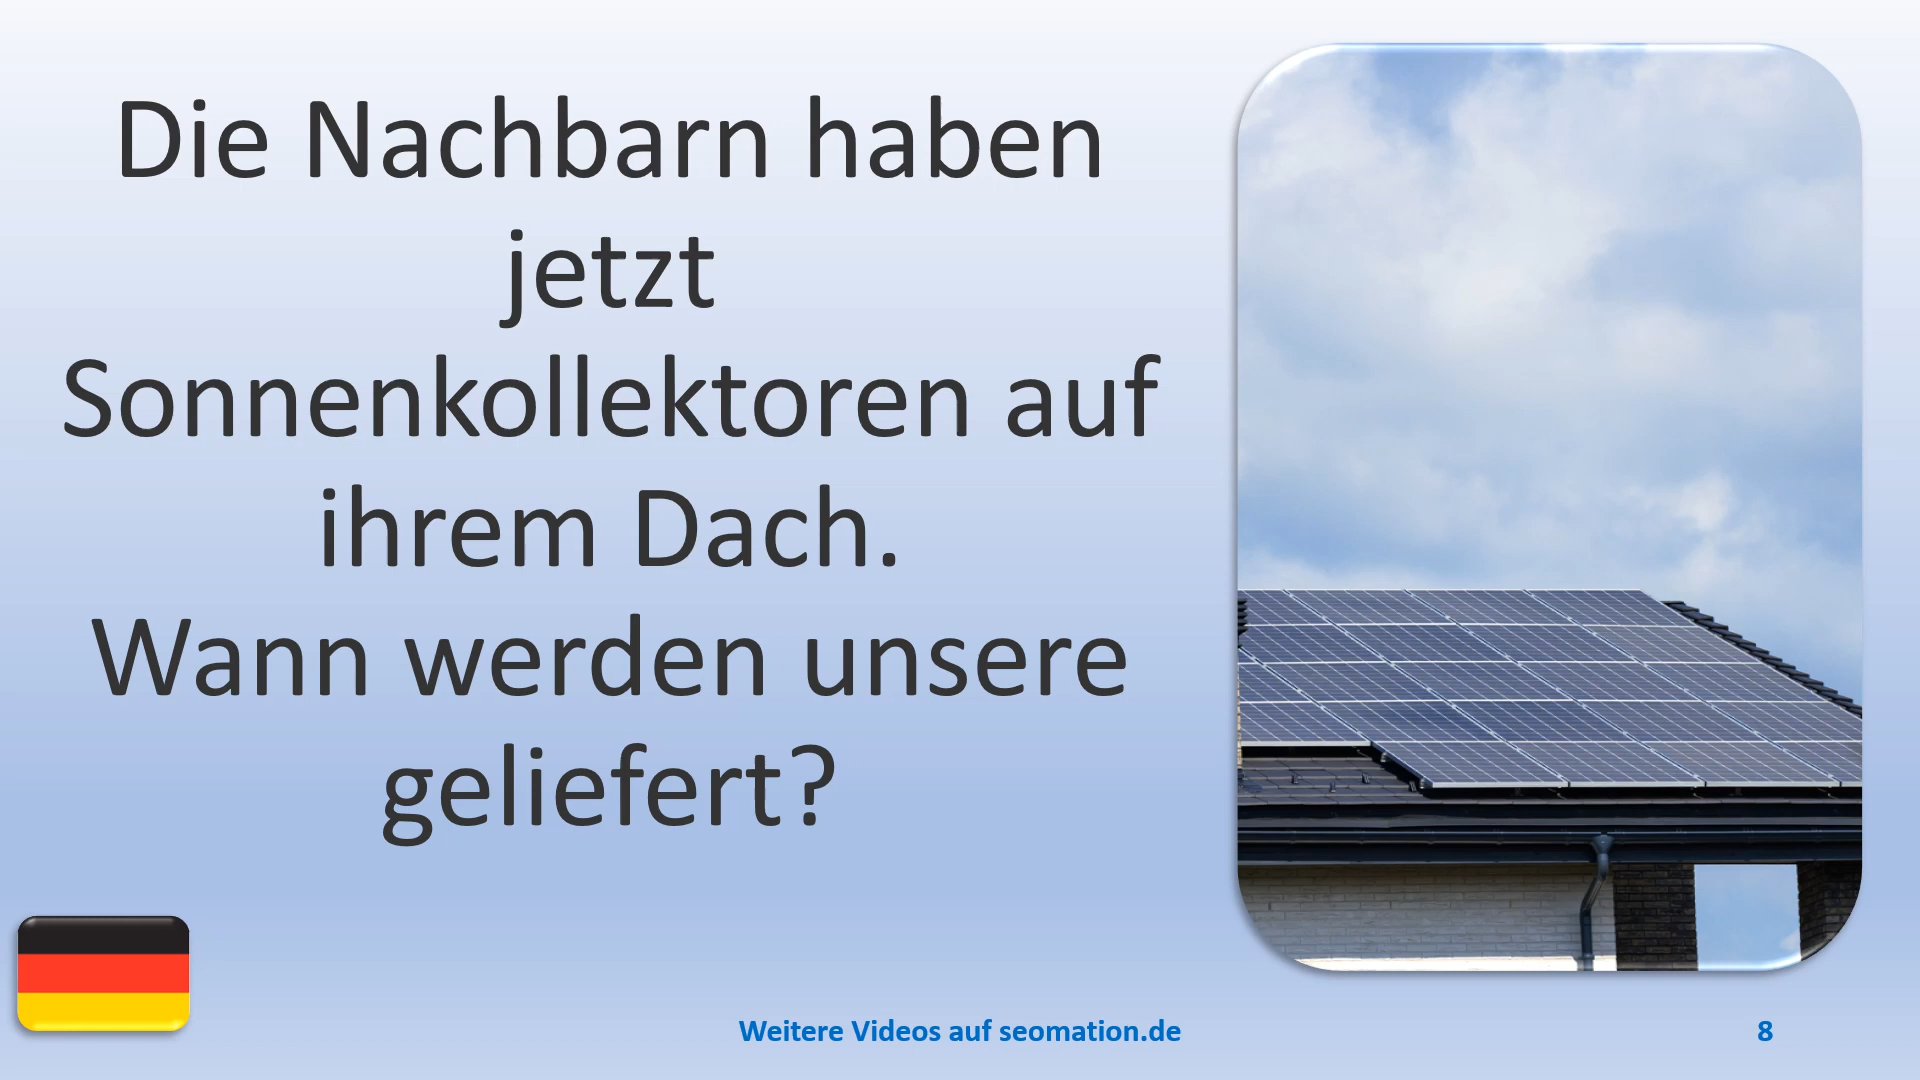 Die Nachbarn haben
jetzt
Sonnenkollektoren auf
ihrem Dach.
Wann werden unsere
geliefert?
Weitere Videos auf seomation.de
8